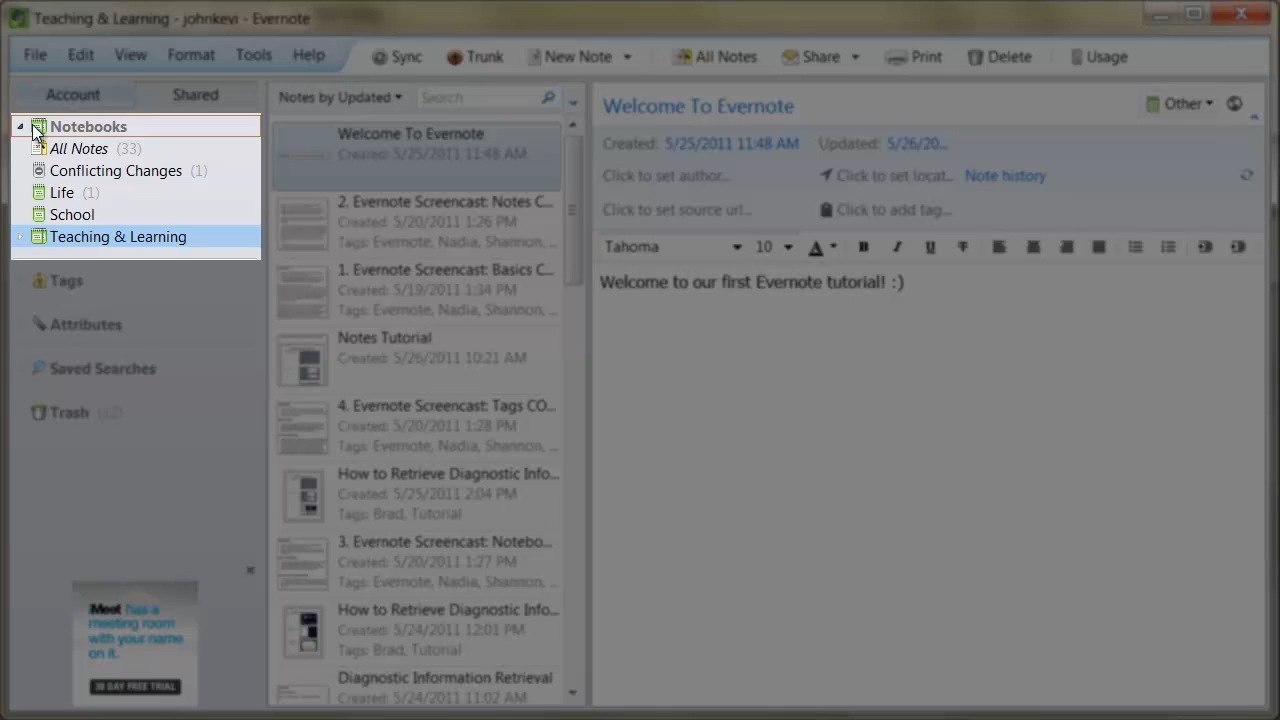 Teaching & Learning - johnkevi - Evernote
File Edit View Format Tools Help Sync Trunk New Note All Notes Share Print Delete Usage
Account Shared
Notebooks
All Notes (33)
Conflicting Changes (1)
Life (1)
School
Teaching & Learning
Tags
Attributes
Saved Searches
Trash (12)
iMeet has a
meeting room
with your name
on it.
30 DAY FREE TRIAL
Notes by Updated Search
Welcome To Evernote
Created: 5/25/2011 11:48 AM
2. Evernote Screencast: Notes C...
Created: 5/20/2011 1:26 PM
Tags: Evernote, Nadia, Shannon, ...
1. Evernote Screencast: Basics C...
Created: 5/19/2011 1:34 PM
Tags: Evernote, Nadia, Shannon, ...
Notes Tutorial
Created: 5/26/2011 10:21 AM
4. Evernote Screencast: Tags CO...
Created: 5/20/2011 1:28 PM
Tags: Evernote, Nadia, Shannon, ...
How to Retrieve Diagnostic Info...
Created: 5/25/2011 2:04 PM
Tags: Brad, Tutorial
3. Evernote Screencast: Notebo...
Created: 5/20/2011 1:27 PM
Tags: Evernote, Nadia, Shannon, ...
How to Retrieve Diagnostic Info...
Created: 5/24/2011 12:01 PM
Tags: Brad, Tutorial
Diagnostic Information Retrieval
Created: 5/24/2011 11:02 AM
Welcome To Evernote Other
Created: 5/25/2011 11:48 AM Updated: 5/26/20...
Click to set author... Click to set locat... Note history
Click to set source url... Click to add tag...
Tahoma 10 A B I U T
Welcome to our first Evernote tutorial! :)